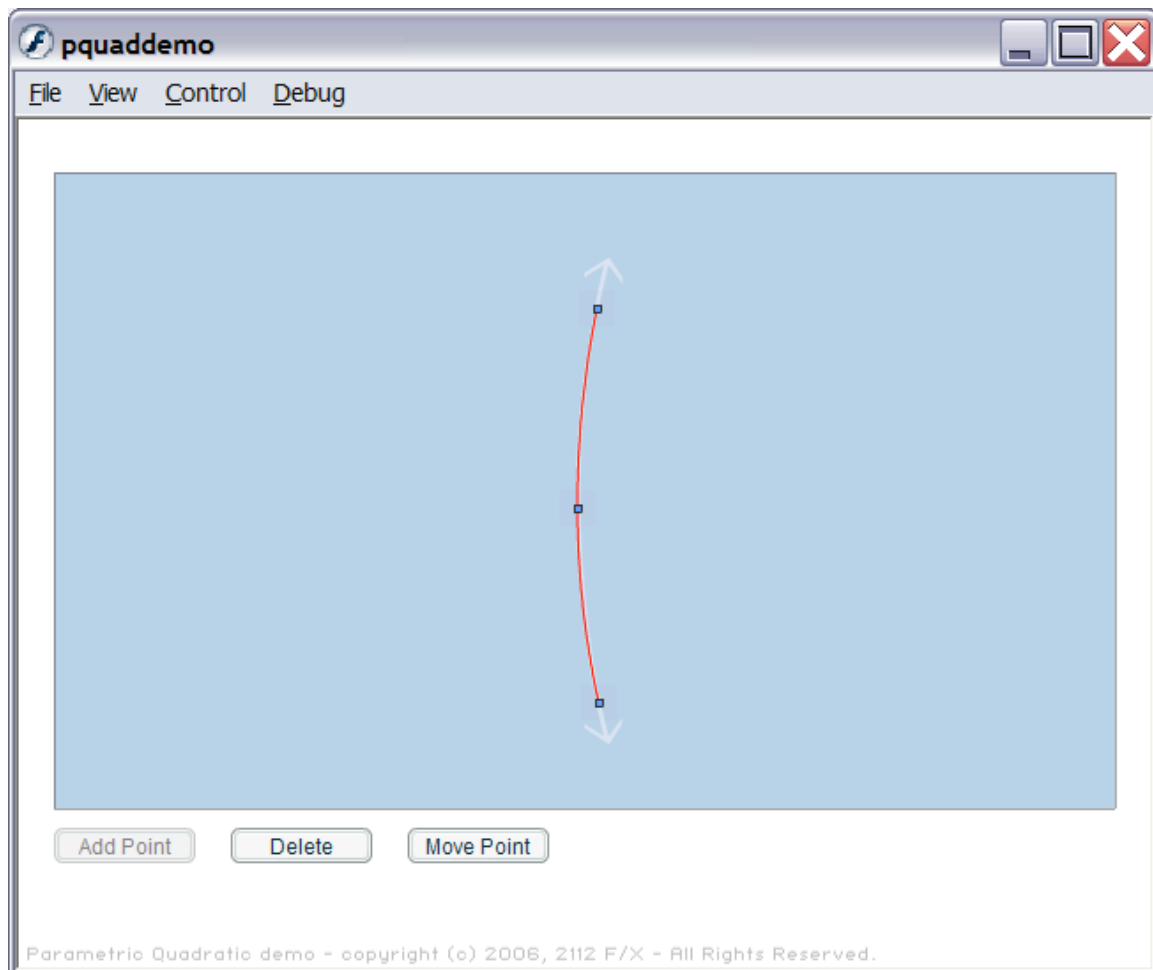 pquaddemo
File View Control Debug
Add Point Delete Move Point
Parametric Quadratic demo - copyright (c) 2006, 2112 F/X - All Rights Reserved.